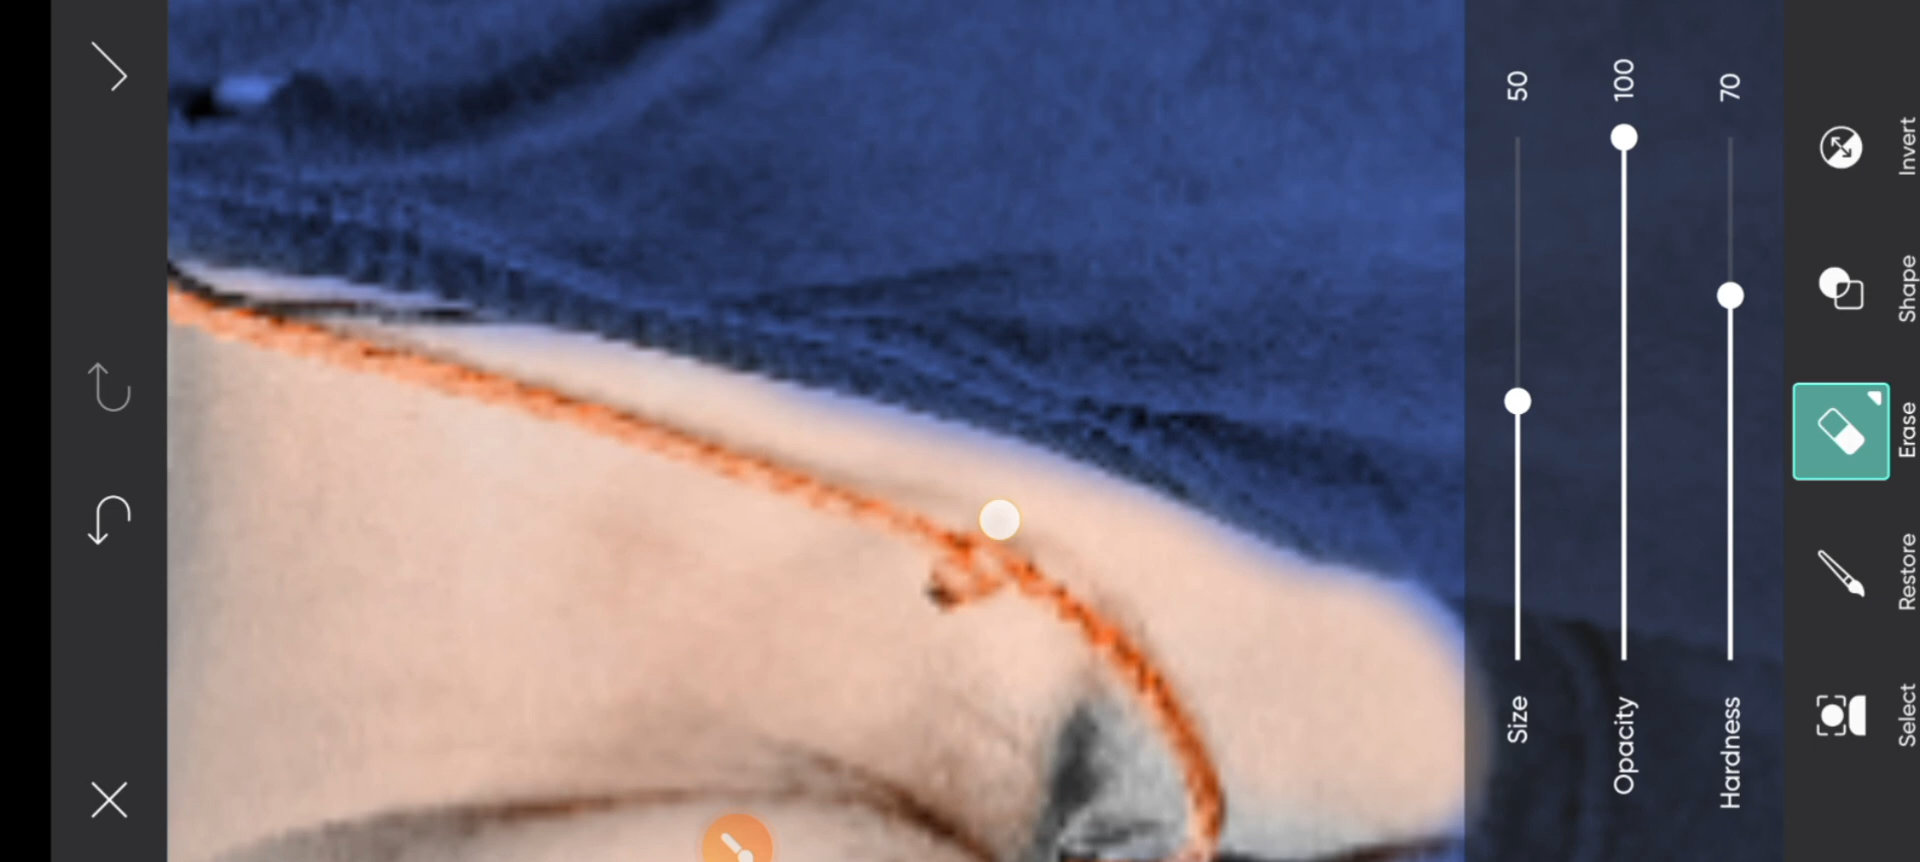 50
100
70
Size
Opacity
Hardness
Invert
Shape
Erase
Restore
Select